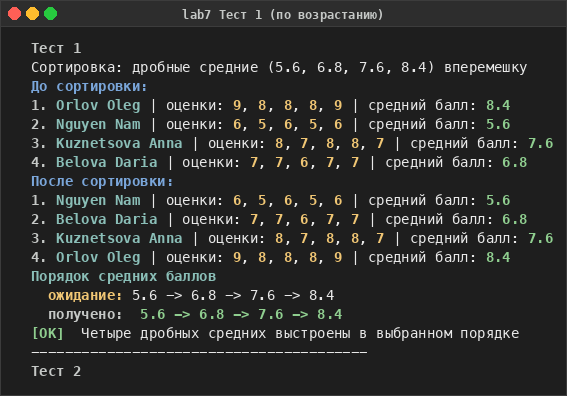 lab7 Тест 1 (по возрастанию)
Тест 1
Сортировка: дробные средние (5.6, 6.8, 7.6, 8.4) вперемешку
До сортировки:
1. Orlov Oleg | оценки: 9, 8, 8, 8, 9 | средний балл: 8.4
2. Nguyen Nam | оценки: 6, 5, 6, 5, 6 | средний балл: 5.6
3. Kuznetsova Anna | оценки: 8, 7, 8, 8, 7 | средний балл: 7.6
4. Belova Daria | оценки: 7, 7, 6, 7, 7 | средний балл: 6.8
После сортировки:
1. Nguyen Nam | оценки: 6, 5, 6, 5, 6 | средний балл: 5.6
2. Belova Daria | оценки: 7, 7, 6, 7, 7 | средний балл: 6.8
3. Kuznetsova Anna | оценки: 8, 7, 8, 8, 7 | средний балл: 7.6
4. Orlov Oleg | оценки: 9, 8, 8, 8, 9 | средний балл: 8.4
Порядок средних баллов
ожидание: 5.6 -> 6.8 -> 7.6 -> 8.4
получено: 5.6 -> 6.8 -> 7.6 -> 8.4
[OK] Четыре дробных средних выстроены в выбранном порядке
----------------------------------------
Тест 2